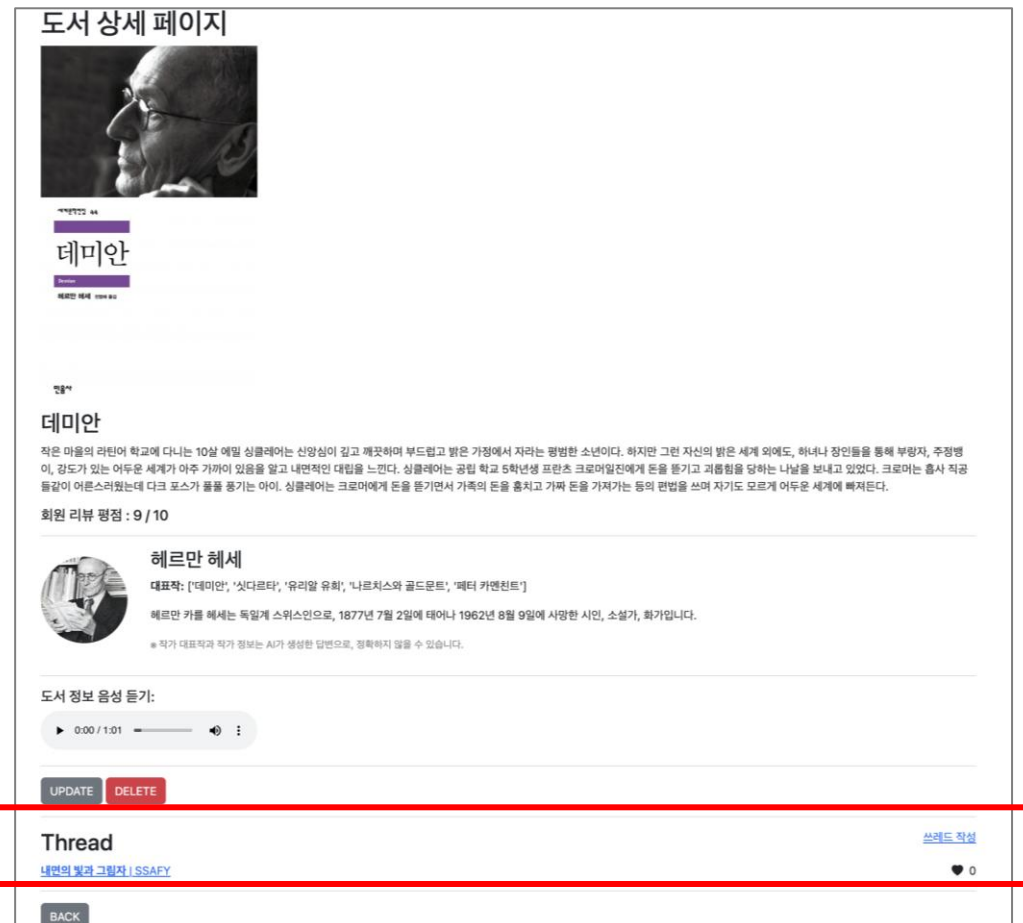 도서 상세 페이지
세계문학전집 44
데미안
Demian
헤르만 헤세 전영애 옮김
민음사
데미안
작은 마을의 라틴어 학교에 다니는 10살 에밀 싱클레어는 신앙심이 깊고 깨끗하며 부드럽고 밝은 가정에서 자라는 평범한 소년이다. 하지만 그런 자신의 밝은 세계 외에도, 하녀나 장인들을 통해 부랑자, 주정뱅
이, 강도가 있는 어두운 세계가 아주 가까이 있음을 알고 내면적인 대립을 느낀다. 싱클레어는 공립 학교 5학년생 프란츠 크로머일진에게 돈을 뜯기고 괴롭힘을 당하는 나날을 보내고 있었다. 크로머는 흡사 직공
들같이 어른스러웠는데 다크 포스가 풀풀 풍기는 아이. 싱클레어는 크로머에게 돈을 뜯기면서 가족의 돈을 훔치고 가짜 돈을 가져가는 등의 편법을 쓰며 자기도 모르게 어두운 세계에 빠져든다.
회원 리뷰 평점 : 9 / 10
헤르만 헤세
대표작: ['데미안', '싯다르타', '유리알 유희', '나르치스와 골드문트', '페터 카멘친트']
헤르만 카를 헤세는 독일계 스위스인으로, 1877년 7월 2일에 태어나 1962년 8월 9일에 사망한 시인, 소설가, 화가입니다.
※ 작가 대표작과 작가 정보는 AI가 생성한 답변으로, 정확하지 않을 수 있습니다.
도서 정보 음성 듣기:
0:00 / 1:01
UPDATE DELETE
Thread 쓰레드 작성
내면의 빛과 그림자 | SSAFY 0
BACK